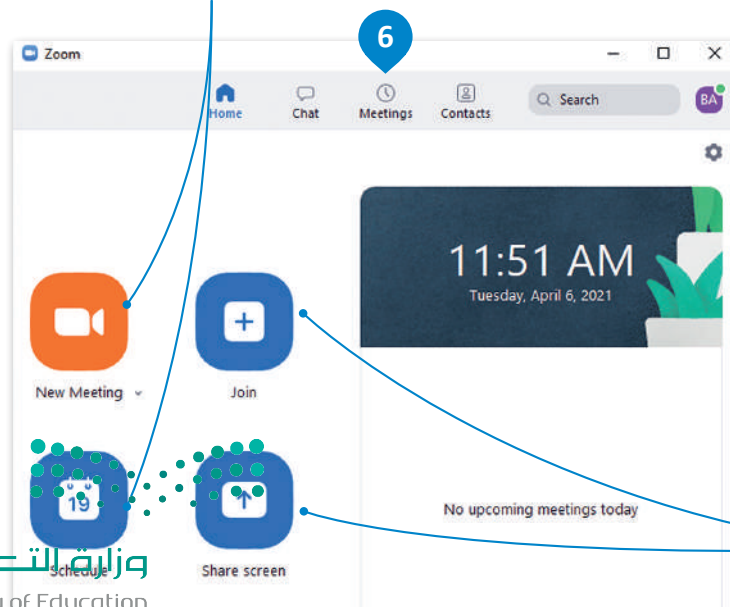 6
Zoom
Home
Chat
Meetings
Contacts
Search
BA
11:51 AM
Tuesday, April 6, 2021
New Meeting
Join
19
No upcoming meetings today
Schedule
Share screen
وزارة التـ
of Education